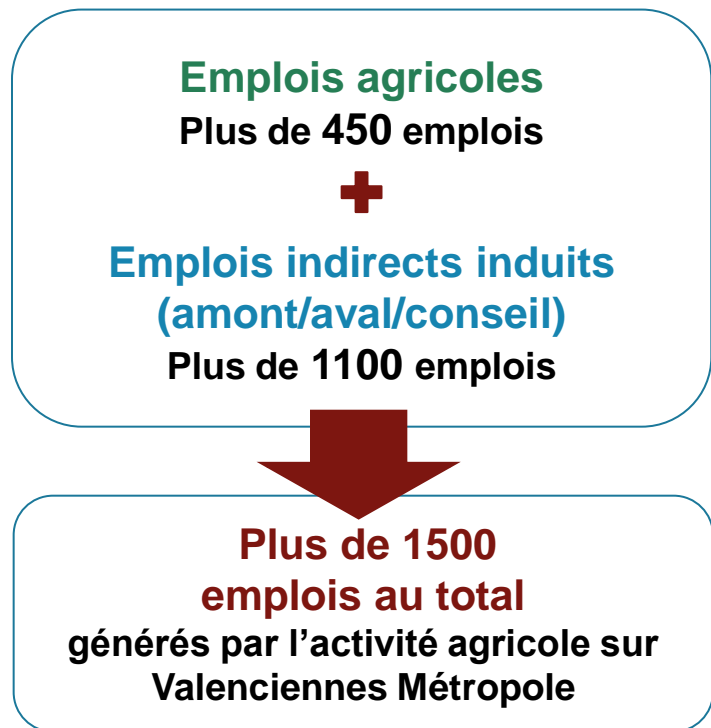 Emplois agricoles
Plus de 450 emplois
Emplois indirects induits
(amont/aval/conseil)
Plus de 1100 emplois
Plus de 1500
emplois au total
générés par l’activité agricole sur
Valenciennes Métropole